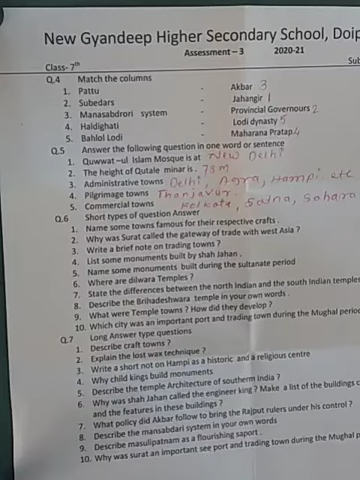 New Gyandeep Higher Secondary School, Doip
Assessment – 3 2020-21
Class- 7th Sub
Q.4 Match the columns
1. Pattu - Akbar 3
2. Subedars - Jahangir 1
3. Manasabdrori system - Provincial Governours 2
4. Haldighati - Lodi dynasty 5
5. Bahlol Lodi - Maharana Pratap 4
Q.5 Answer the following question in one word or sentence
1. Quwwat –ul Islam Mosque is at New Delhi
2. The height of Qutale minar is . 73 m
3. Administrative towns Delhi, Agra, Hampi etc
4. Pilgrimage towns Thanjavur
5. Commercial towns Kolkata, Satna, Sahara
Q.6 Short types of question Answer
1. Name some towns famous for their respective crafts .
2. Why was Surat called the gateway of trade with west Asia ?
3. Write a brief note on trading towns ?
4. List some monuments built by shah Jahan .
5. Name some monuments built during the sultanate period
6. Where are dilwara Temples ?
7. State the differences between the north Indian and the south Indian temples
8. Describe the Brihadeshwara temple in your own words .
9. What were Temple towns ? How did they develop ?
10. Which city was an important port and trading town during the Mughal period
Q.7 Long Answer type questions
1. Describe craft towns ?
2. Explain the lost wax technique ?
3. Write a short not on Hampi as a historic and a religious centre
4. Why child kings build monuments
5. Describe the temple Architecture of southern India ?
6. Why was shah Jahan called the engineer king ? Make a list of the buildings c
and the features in these buildings ?
7. What policy did Akbar follow to bring the Rajput rulers under his control ?
8. Describe the mansabdari system in your own words
9. Describe masulipatnam as a flourishing saport .
10. Why was surat an important see port and trading town during the Mughal p